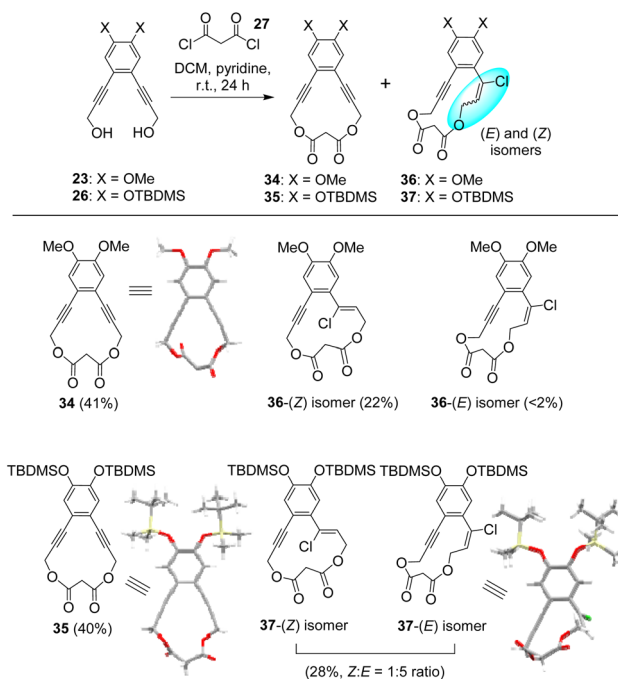 X X
OH HO
23: X = OMe
26: X = OTBDMS
O O
Cl Cl
27
DCM, pyridine,
r.t., 24 h
X X
O O
O O
34: X = OMe
35: X = OTBDMS
+
X X
Cl
O O
O O
(E) and (Z)
isomers
36: X = OMe
37: X = OTBDMS
MeO OMe
O O
O O
34 (41%)
MeO OMe
Cl
O O
O O
36-(Z) isomer (22%)
MeO OMe
Cl
O O
O O
36-(E) isomer (<2%)
TBDMSO OTBDMS
O O
O O
35 (40%)
TBDMSO OTBDMS
Cl
O O
O O
37-(Z) isomer
TBDMSO OTBDMS
Cl
O O
O O
37-(E) isomer
(28%, Z:E = 1:5 ratio)